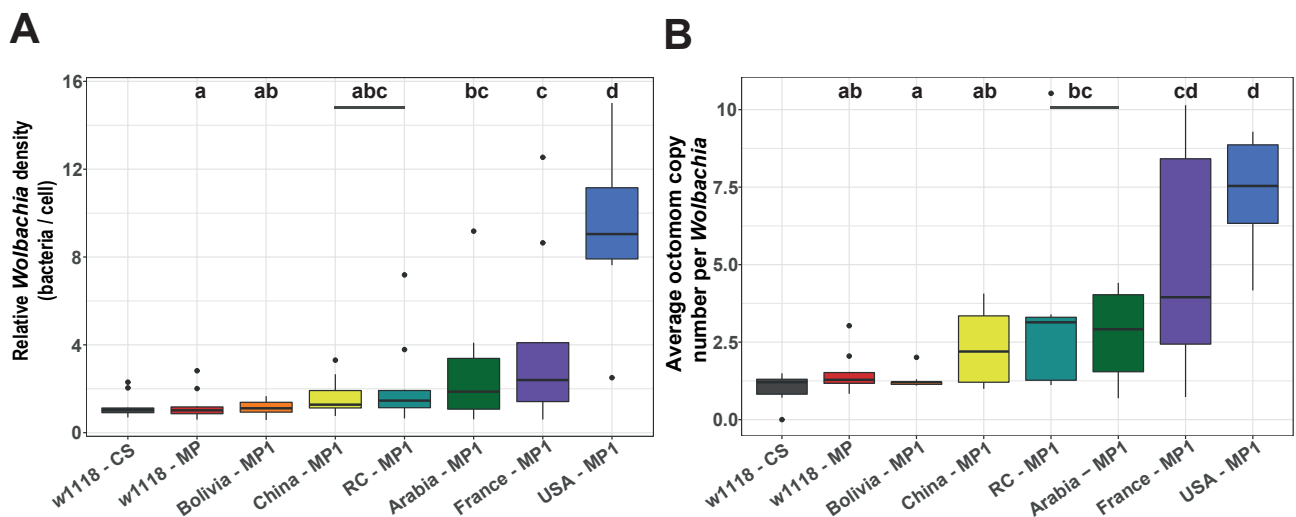 A
Relative Wolbachia density
(bacteria / cell)
16
12
8
4
0
a
ab
abc
bc
c
d
w1118 - CS
w1118 - MP
Bolivia - MP1
China - MP1
RC - MP1
Arabia - MP1
France - MP1
USA - MP1
B
Average octomom copy
number per Wolbachia
10
7.5
5.0
2.5
0.0
ab
a
ab
bc
cd
d
w1118 - CS
w1118 - MP
Bolivia - MP1
China - MP1
RC - MP1
Arabia – MP1
France - MP1
USA - MP1